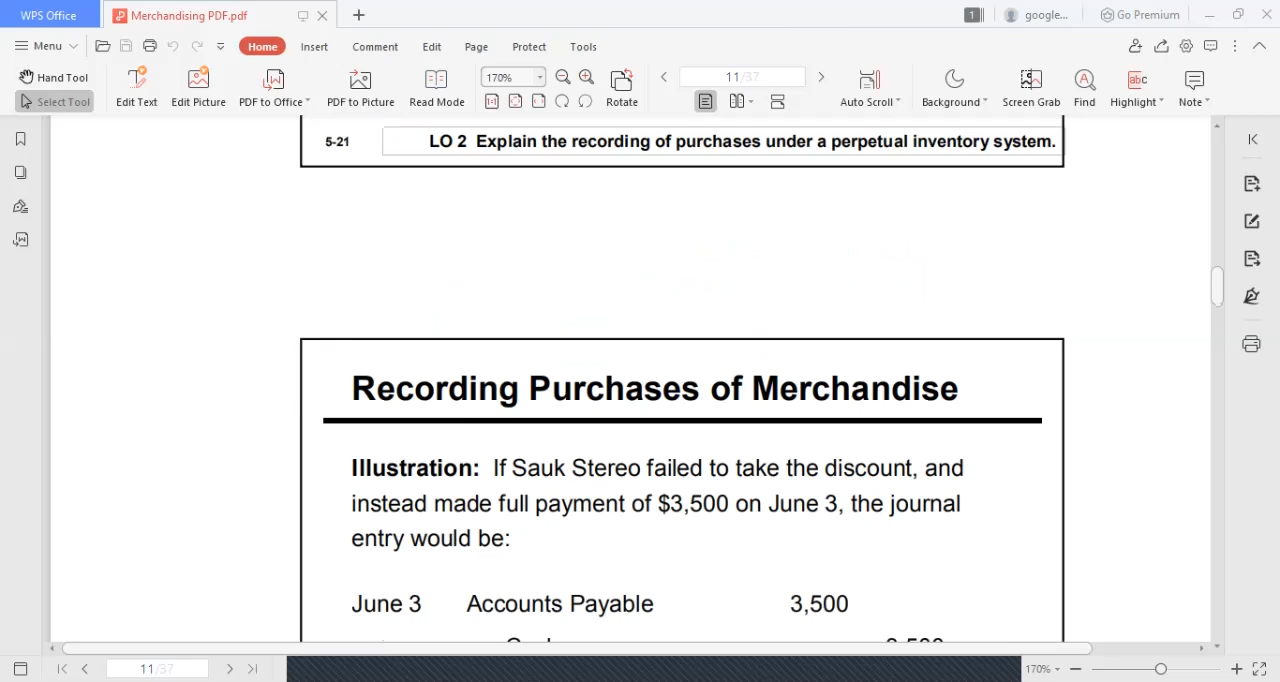 WPS Office
Merchandising PDF.pdf
1
google...
Go Premium
Menu
Home
Insert
Comment
Edit
Page
Protect
Tools
Hand Tool
Select Tool
Edit Text
Edit Picture
PDF to Office
PDF to Picture
Read Mode
170%
Rotate
11/37
Auto Scroll
Background
Screen Grab
Find
abc
Highlight
Note
5-21
LO 2 Explain the recording of purchases under a perpetual inventory system.
Recording Purchases of Merchandise
Illustration: If Sauk Stereo failed to take the discount, and
instead made full payment of $3,500 on June 3, the journal
entry would be:
June 3 Accounts Payable 3,500
11/37
170%